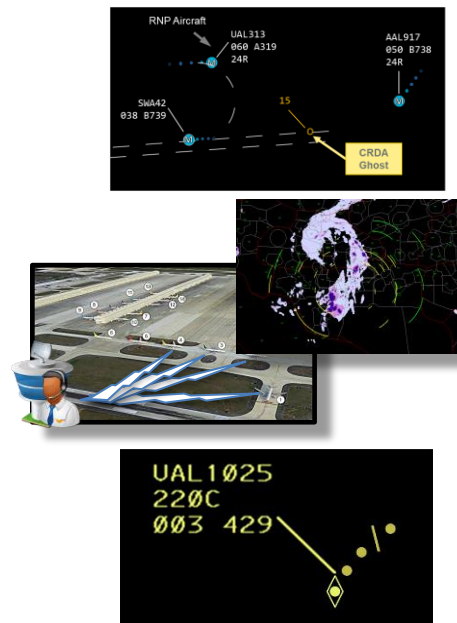 RNP Aircraft
UAL313
060 A319
24R
AAL917
050 B738
24R
SWA42
038 B739
15
CRDA
Ghost
UAL1025
220C
003 429